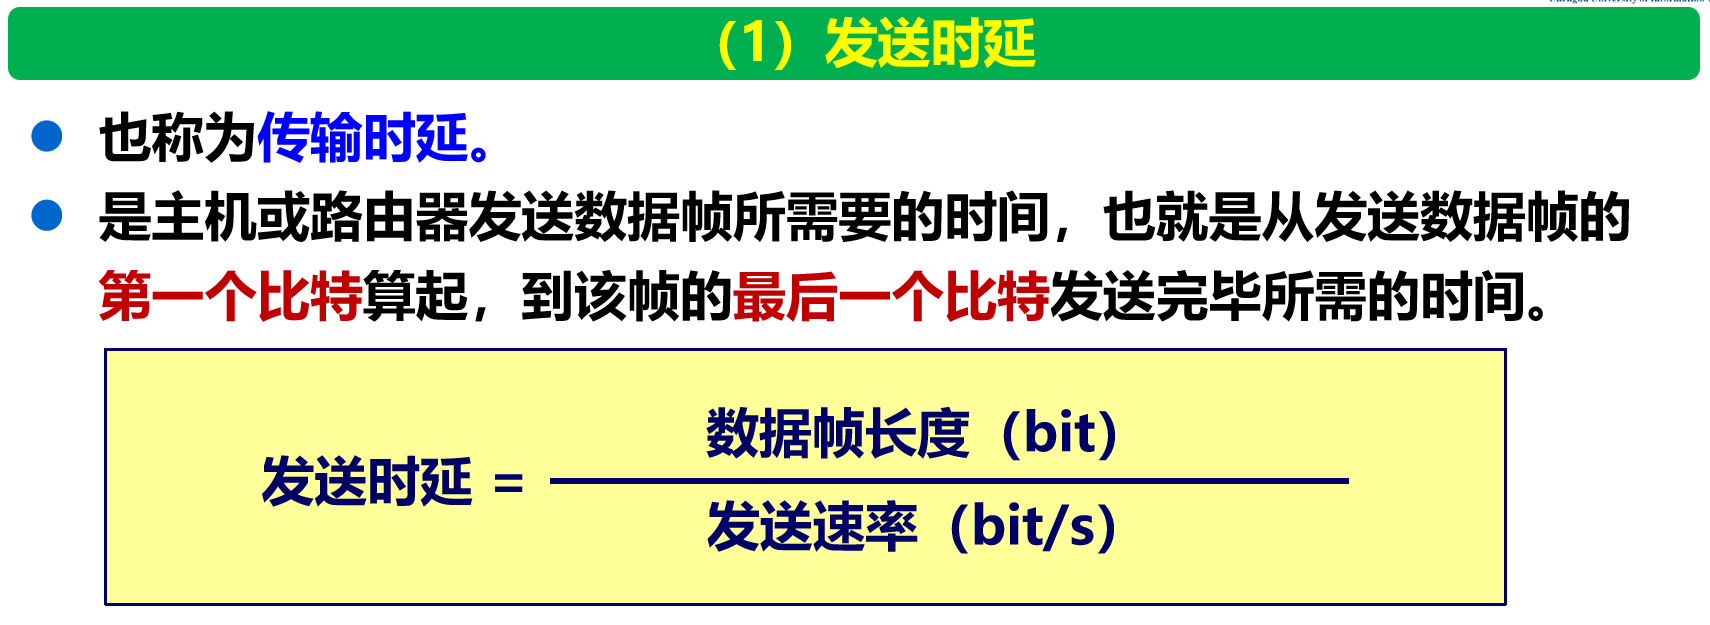 （1）发送时延
也称为传输时延。
是主机或路由器发送数据帧所需要的时间，也就是从发送数据帧的
第一个比特算起，到该帧的最后一个比特发送完毕所需的时间。
数据帧长度（bit）
发送时延 =
发送速率（bit/s）